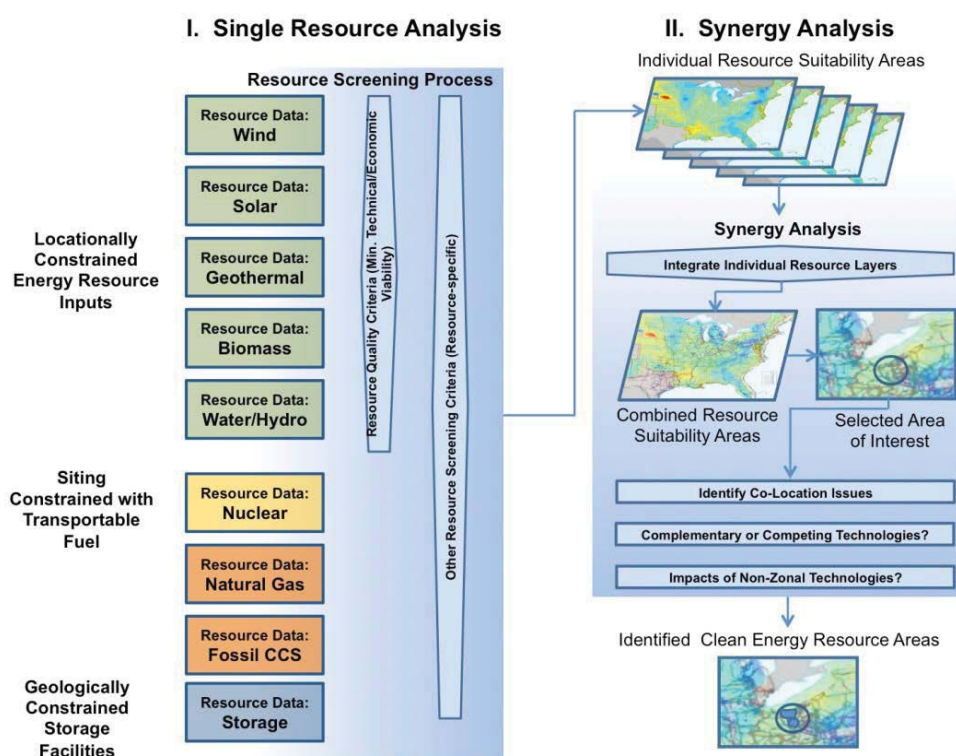 I. Single Resource Analysis
Resource Screening Process
Locationally
Constrained
Energy Resource
Inputs
Resource Data:
Wind
Resource Data:
Solar
Resource Data:
Geothermal
Resource Data:
Biomass
Resource Data:
Water/Hydro
Siting
Constrained with
Transportable
Fuel
Resource Data:
Nuclear
Resource Data:
Natural Gas
Resource Data:
Fossil CCS
Geologically
Constrained
Storage
Facilities
Resource Data:
Storage
Resource Quality Criteria (Min. Technical/Economic
Viability)
Other Resource Screening Criteria (Resource-specific)
II. Synergy Analysis
Individual Resource Suitability Areas
Synergy Analysis
Integrate Individual Resource Layers
Combined Resource
Suitability Areas
Selected Area
of Interest
Identify Co-Location Issues
Complementary or Competing Technologies?
Impacts of Non-Zonal Technologies?
Identified Clean Energy Resource Areas